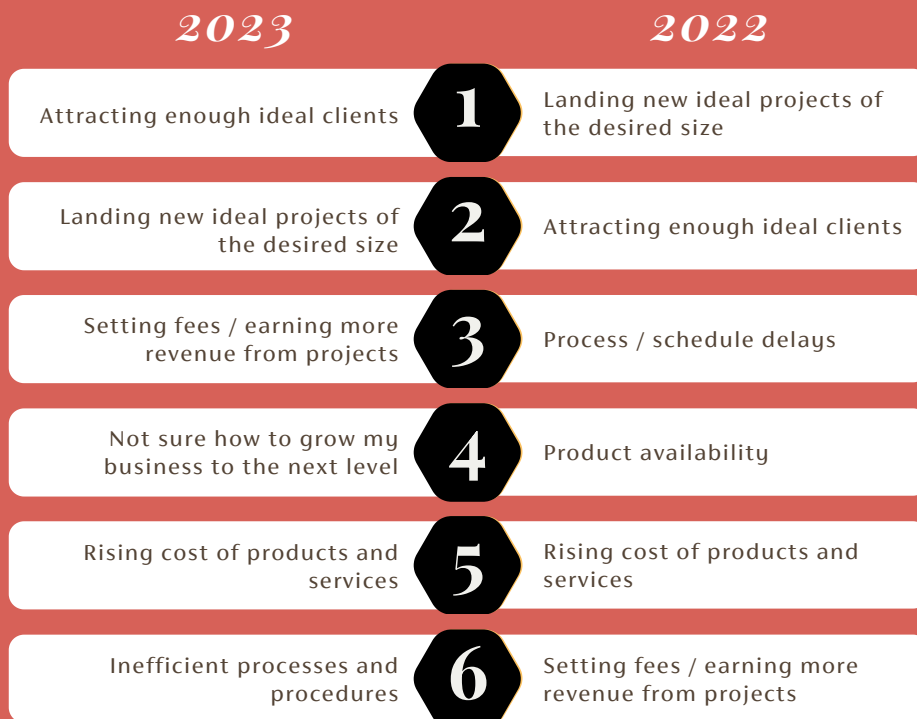 2023
2022
Attracting enough ideal clients
1
Landing new ideal projects of
the desired size
Landing new ideal projects of
the desired size
2
Attracting enough ideal clients
Setting fees / earning more
revenue from projects
3
Process / schedule delays
Not sure how to grow my
business to the next level
4
Product availability
Rising cost of products and
services
5
Rising cost of products and
services
Inefficient processes and
procedures
6
Setting fees / earning more
revenue from projects